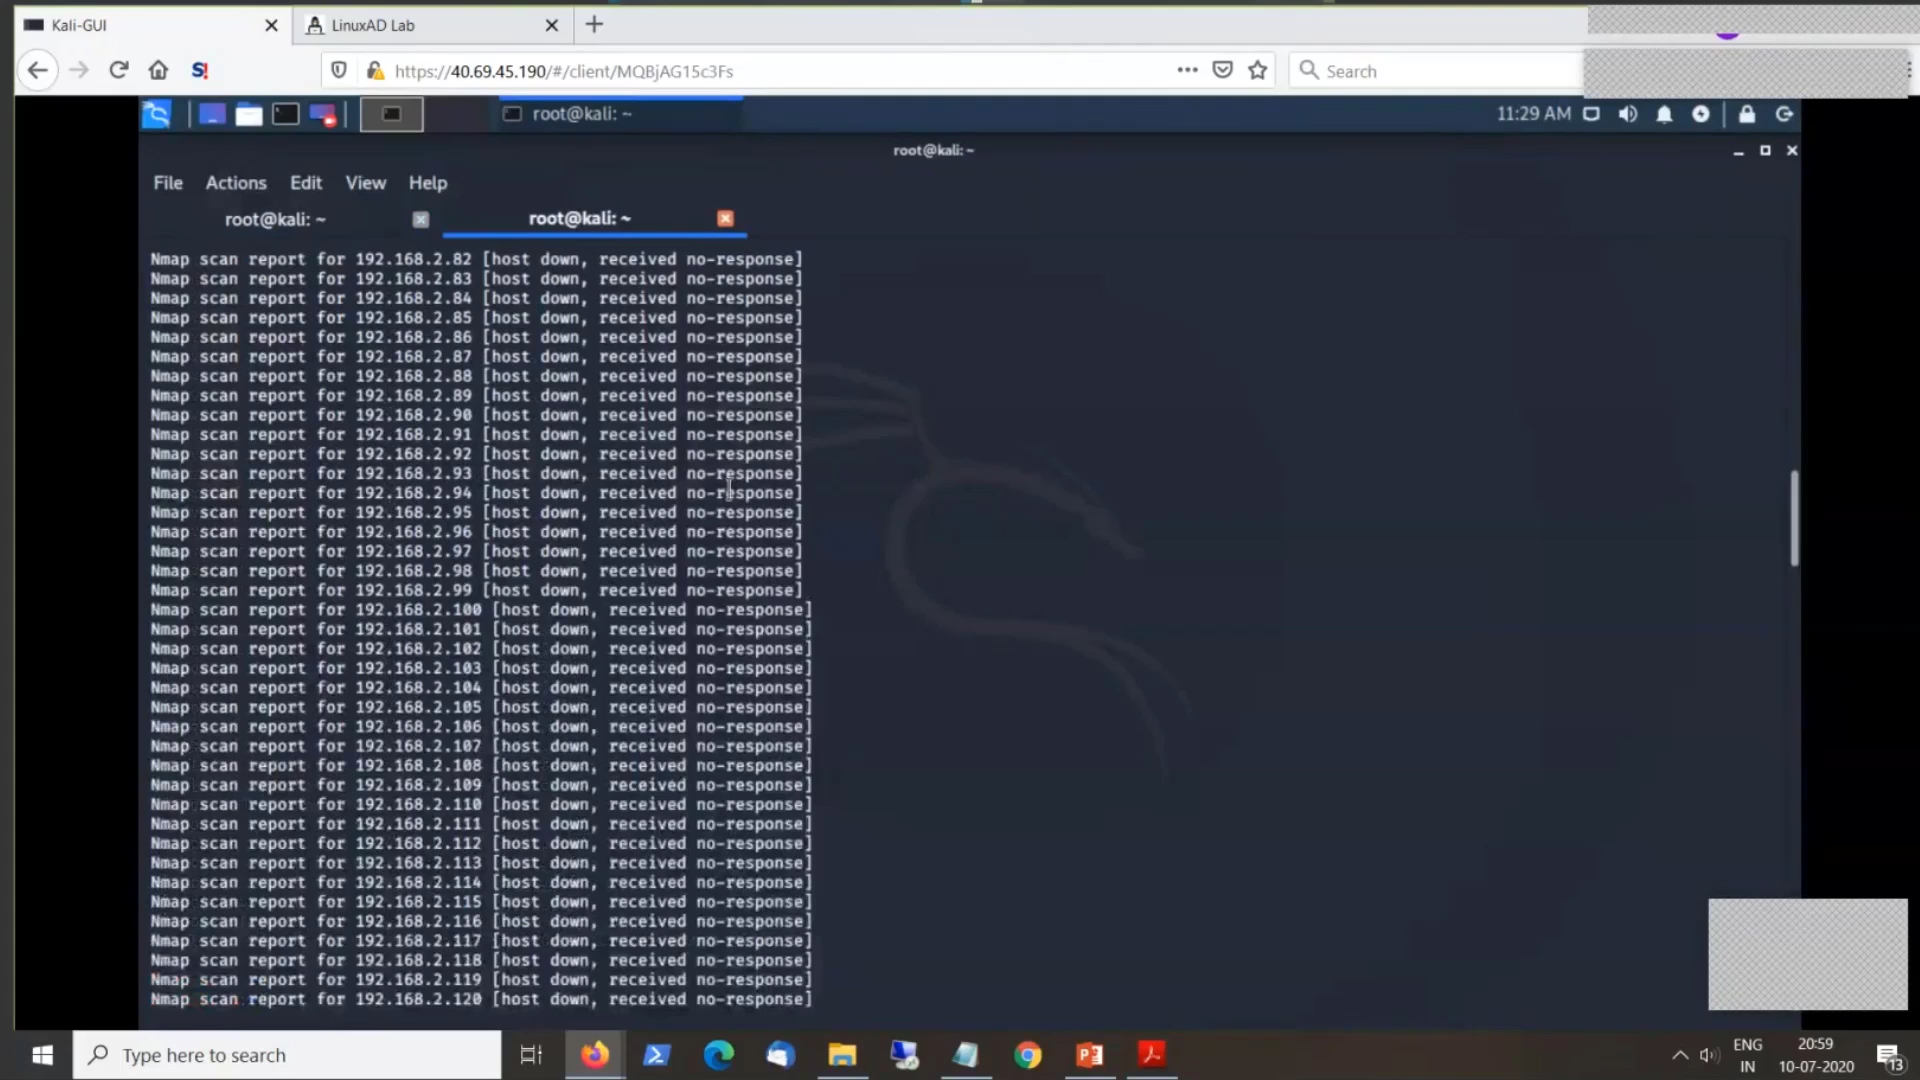 Kali-GUI
LinuxAD Lab
S!
https://40.69.45.190/#/client/MQBjAG15c3Fs
Search
root@kali: ~
11:29 AM
root@kali: ~
File Actions Edit View Help
root@kali: ~
root@kali: ~
Nmap scan report for 192.168.2.82 [host down, received no-response]
Nmap scan report for 192.168.2.83 [host down, received no-response]
Nmap scan report for 192.168.2.84 [host down, received no-response]
Nmap scan report for 192.168.2.85 [host down, received no-response]
Nmap scan report for 192.168.2.86 [host down, received no-response]
Nmap scan report for 192.168.2.87 [host down, received no-response]
Nmap scan report for 192.168.2.88 [host down, received no-response]
Nmap scan report for 192.168.2.89 [host down, received no-response]
Nmap scan report for 192.168.2.90 [host down, received no-response]
Nmap scan report for 192.168.2.91 [host down, received no-response]
Nmap scan report for 192.168.2.92 [host down, received no-response]
Nmap scan report for 192.168.2.93 [host down, received no-response]
Nmap scan report for 192.168.2.94 [host down, received no-response]
Nmap scan report for 192.168.2.95 [host down, received no-response]
Nmap scan report for 192.168.2.96 [host down, received no-response]
Nmap scan report for 192.168.2.97 [host down, received no-response]
Nmap scan report for 192.168.2.98 [host down, received no-response]
Nmap scan report for 192.168.2.99 [host down, received no-response]
Nmap scan report for 192.168.2.100 [host down, received no-response]
Nmap scan report for 192.168.2.101 [host down, received no-response]
Nmap scan report for 192.168.2.102 [host down, received no-response]
Nmap scan report for 192.168.2.103 [host down, received no-response]
Nmap scan report for 192.168.2.104 [host down, received no-response]
Nmap scan report for 192.168.2.105 [host down, received no-response]
Nmap scan report for 192.168.2.106 [host down, received no-response]
Nmap scan report for 192.168.2.107 [host down, received no-response]
Nmap scan report for 192.168.2.108 [host down, received no-response]
Nmap scan report for 192.168.2.109 [host down, received no-response]
Nmap scan report for 192.168.2.110 [host down, received no-response]
Nmap scan report for 192.168.2.111 [host down, received no-response]
Nmap scan report for 192.168.2.112 [host down, received no-response]
Nmap scan report for 192.168.2.113 [host down, received no-response]
Nmap scan report for 192.168.2.114 [host down, received no-response]
Nmap scan report for 192.168.2.115 [host down, received no-response]
Nmap scan report for 192.168.2.116 [host down, received no-response]
Nmap scan report for 192.168.2.117 [host down, received no-response]
Nmap scan report for 192.168.2.118 [host down, received no-response]
Nmap scan report for 192.168.2.119 [host down, received no-response]
Nmap scan report for 192.168.2.120 [host down, received no-response]
Type here to search
ENG
IN
20:59
10-07-2020
13